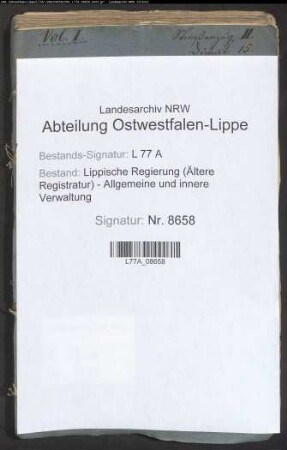 Vol. I.
Landesarchiv NRW
Abteilung Ostwestfalen-Lippe
Bestands-Signatur: L 77 A
Bestand: Lippische Regierung (Ältere
Registratur) - Allgemeine und innere
Verwaltung
Signatur: Nr. 8658
L77A_08658